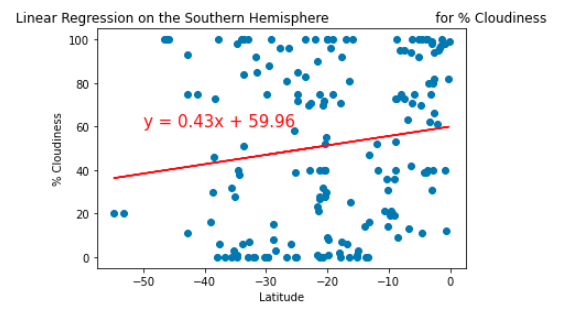 Linear Regression on the Southern Hemisphere for % Cloudiness
100
80
60
40
20
0
% Cloudiness
y = 0.43x + 59.96
−50 −40 −30 −20 −10 0
Latitude